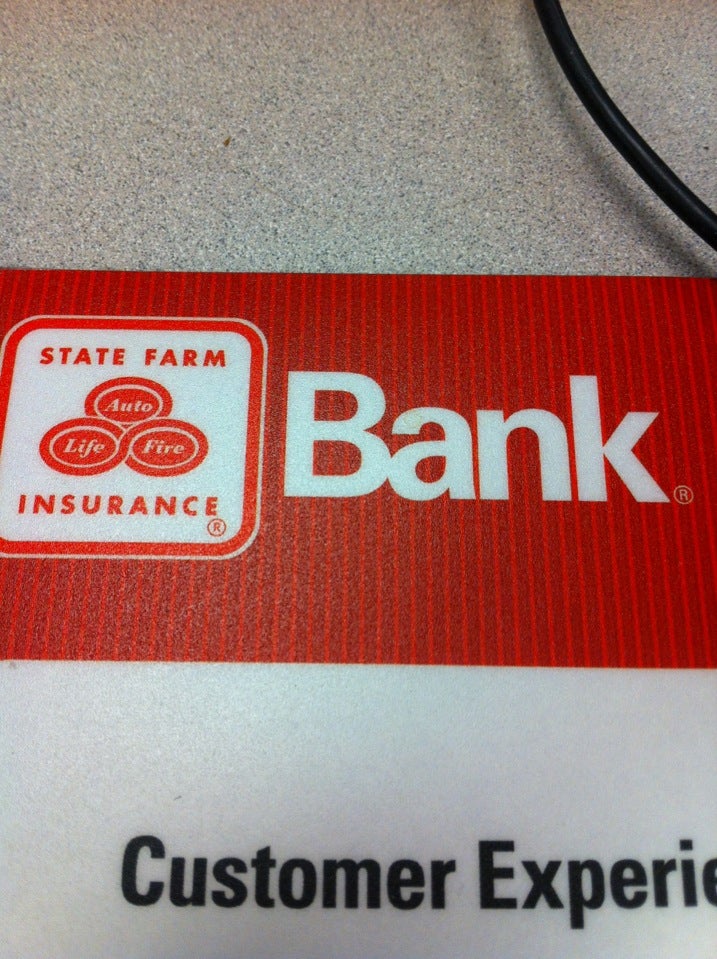 STATE FARM
Auto
Life Fire
INSURANCE
®
Bank®
Customer Experie